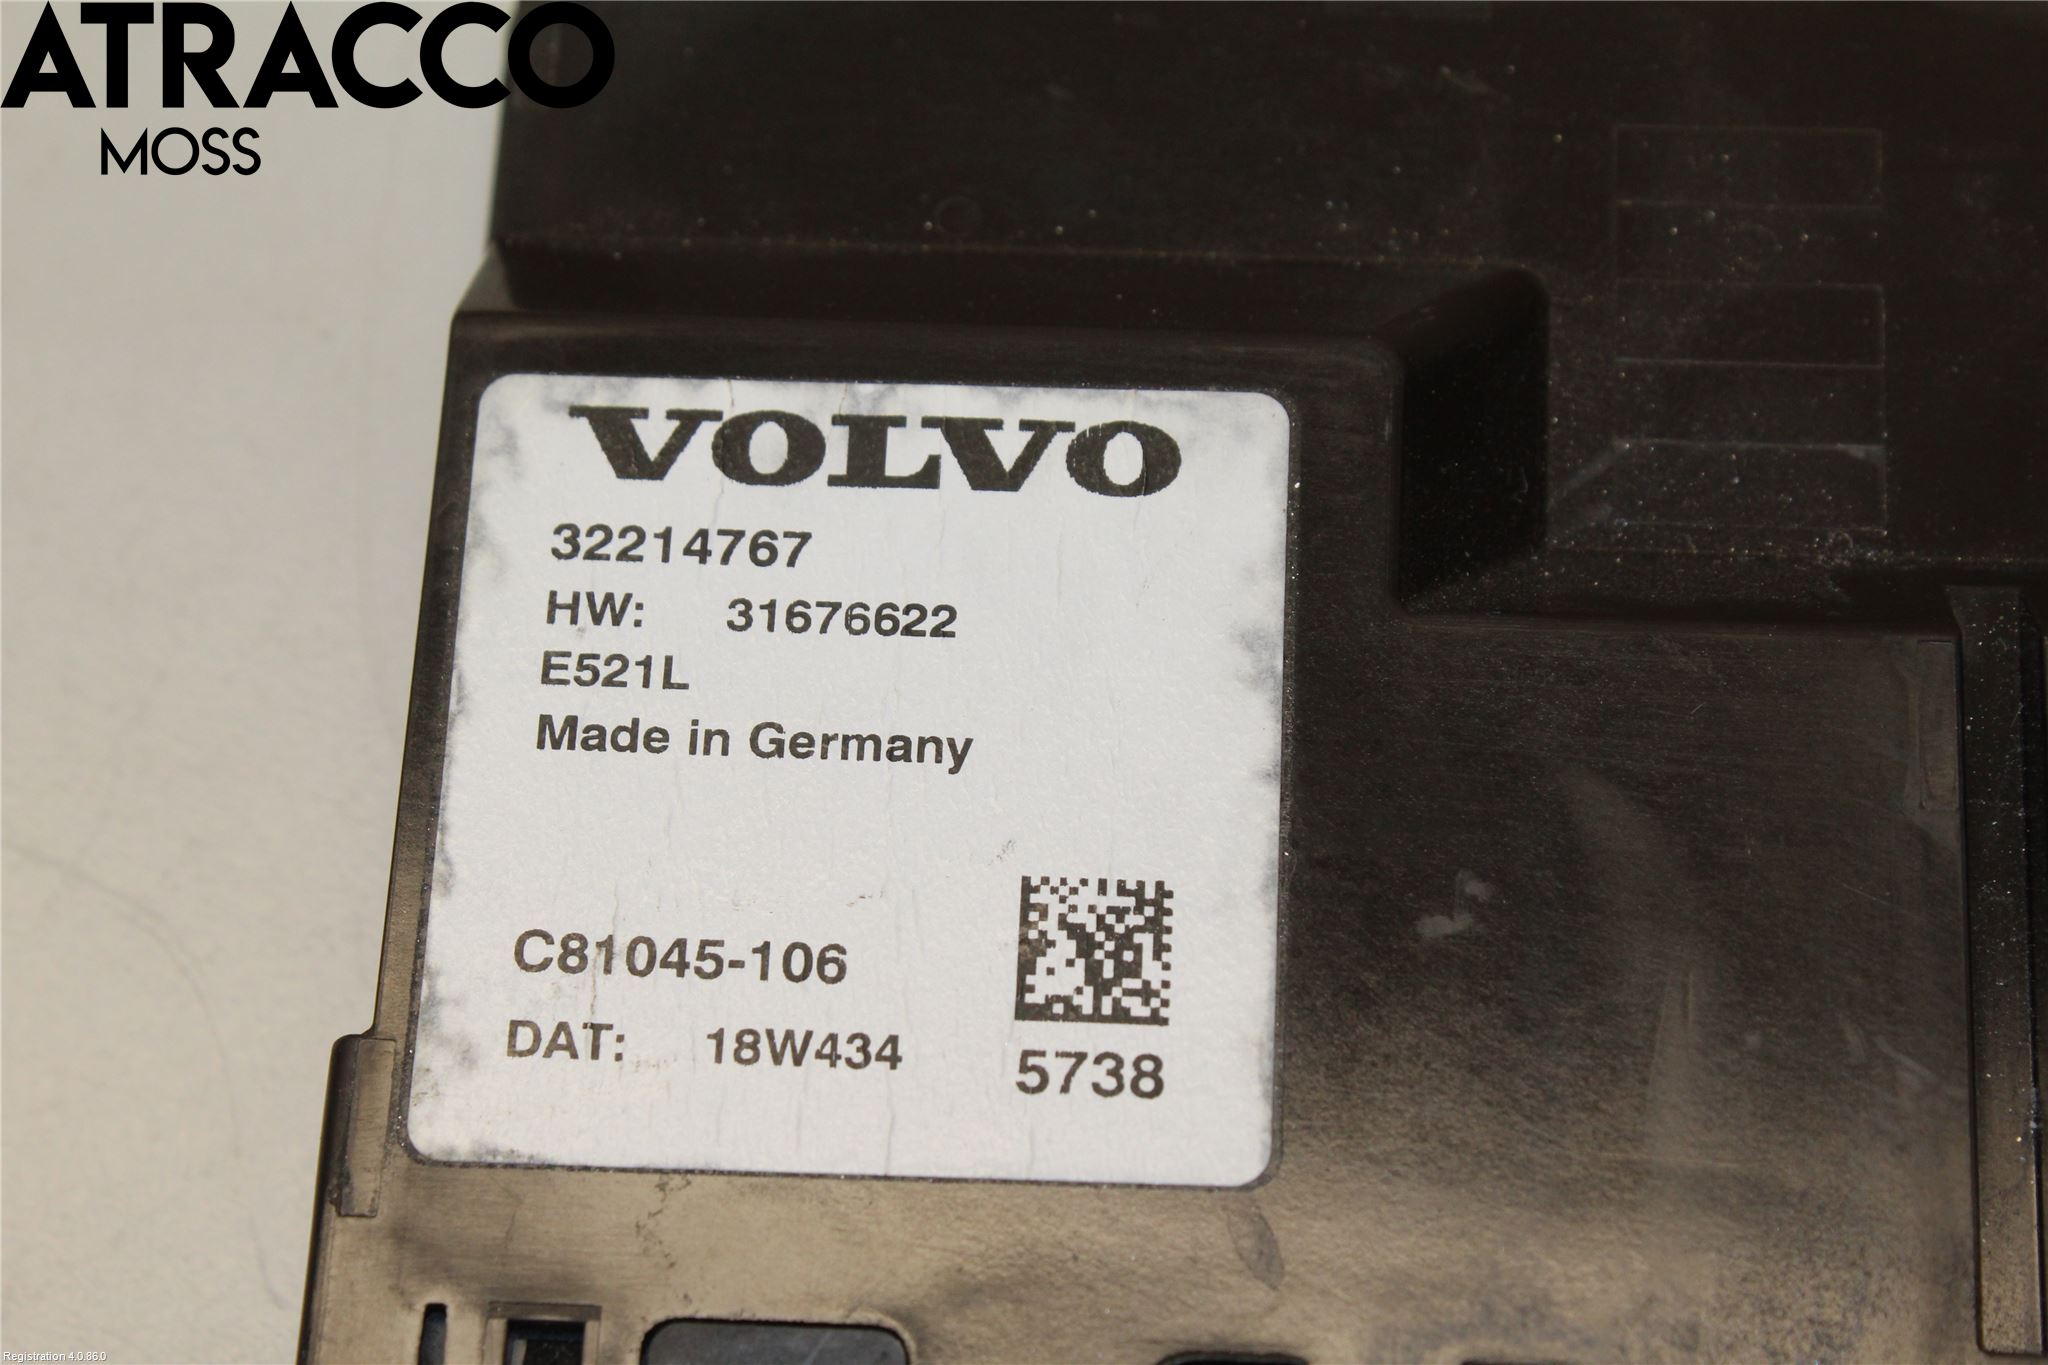 ATRACCO
MOSS
VOLVO
32214767
HW: 31676622
E521L
Made in Germany
C81045-106
DAT: 18W434
5738
Registration 4.0.86.0